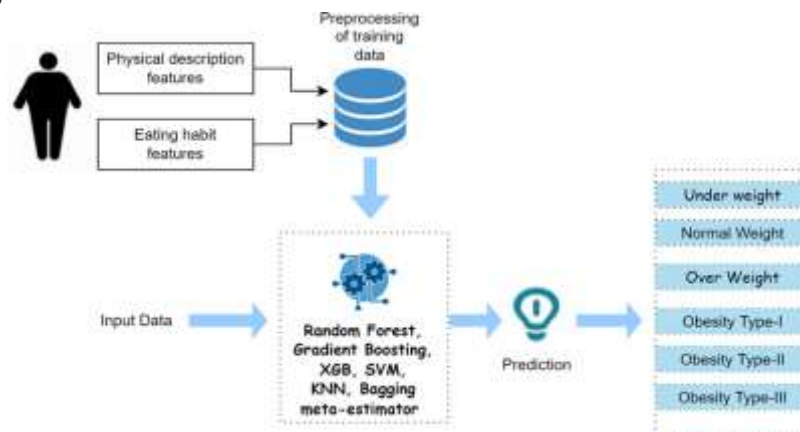 Preprocessing
of training
data
Physical description
features
Eating habit
features
Input Data
Random Forest,
Gradient Boosting,
XGB, SVM,
KNN, Bagging
meta-estimator
Prediction
Under weight
Normal Weight
Over Weight
Obesity Type-I
Obesity Type-II
Obesity Type-III